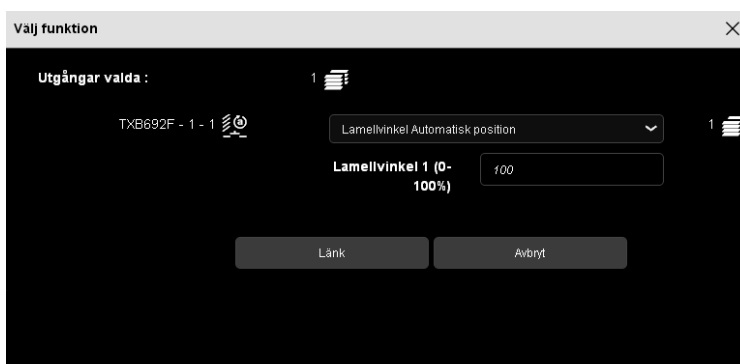 Välj funktion
Utgångar valda : 1
TXB692F - 1 - 1 Lamellvinkel Automatisk position 1
Lamellvinkel 1 (0-
100%)
100
Länk Avbryt